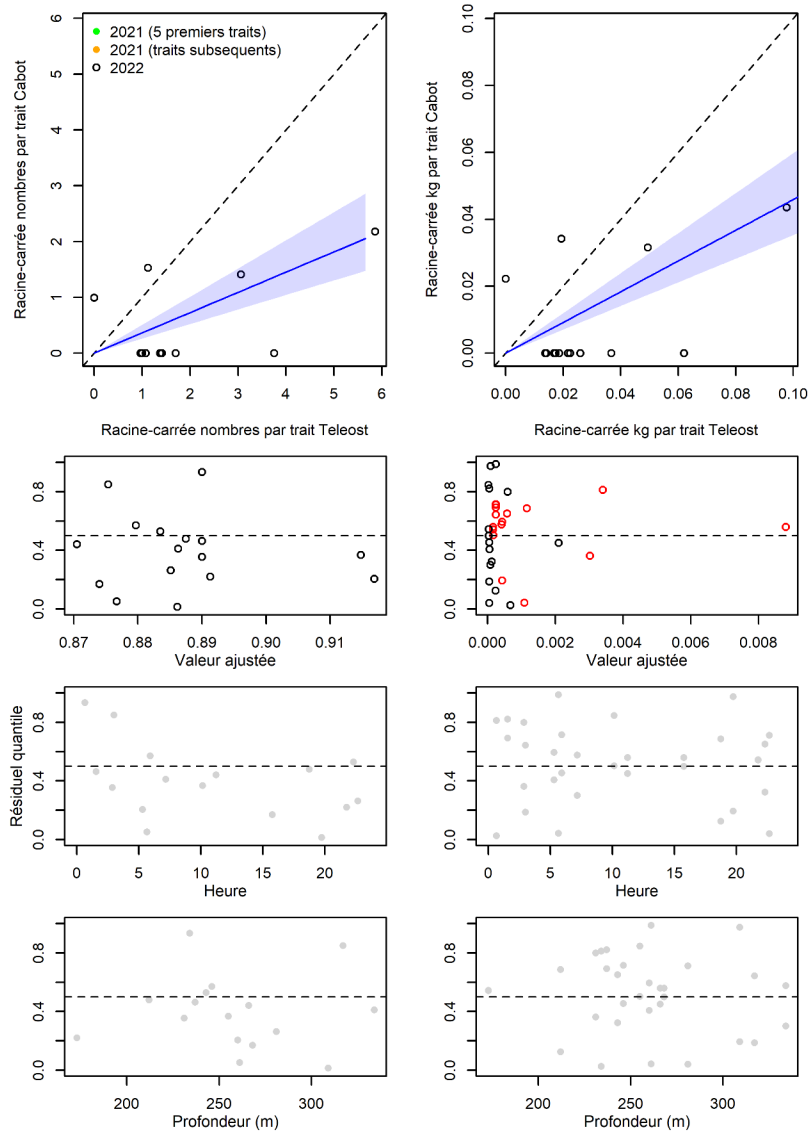 2021 (5 premiers traits)
2021 (traits subsequents)
2022
Racine-carrée nombres par trait Cabot
0 1 2 3 4 5 6
0 1 2 3 4 5 6
Racine-carrée nombres par trait Teleost
Racine-carrée kg par trait Cabot
0.00 0.02 0.04 0.06 0.08 0.10
0.00 0.02 0.04 0.06 0.08 0.10
Racine-carrée kg par trait Teleost
0.0 0.4 0.8
0.87 0.88 0.89 0.90 0.91
Valeur ajustée
0.0 0.4 0.8
0.000 0.002 0.004 0.006 0.008
Valeur ajustée
Résiduel quantile
0.0 0.4 0.8
0 5 10 15 20
Heure
0.0 0.4 0.8
0 5 10 15 20
Heure
0.0 0.4 0.8
200 250 300
Profondeur (m)
0.0 0.4 0.8
200 250 300
Profondeur (m)